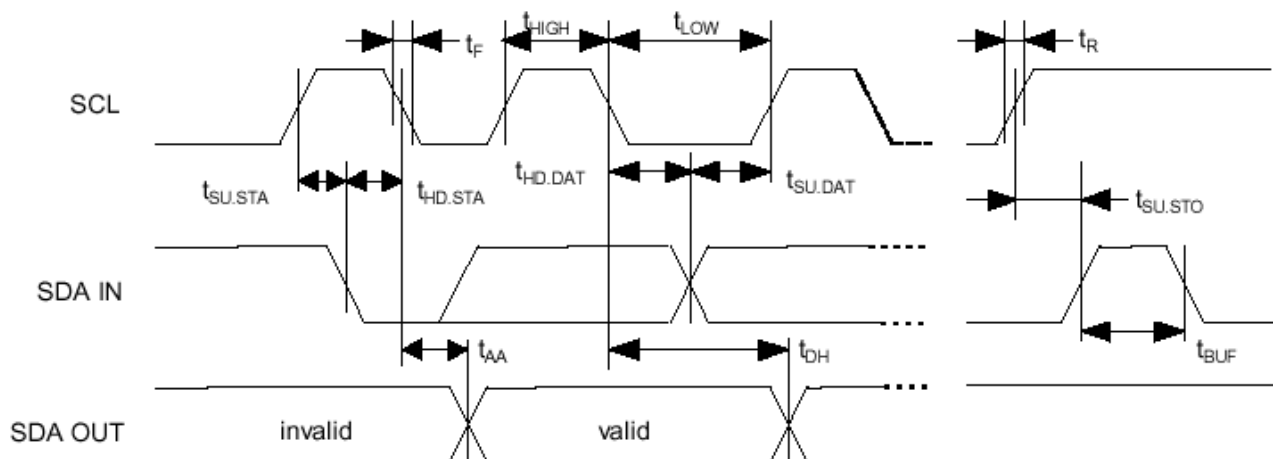 tHIGH
tLOW
tF
tR
SCL
tSU.STA
tHD.STA
tHD.DAT
tSU.DAT
tSU.STO
SDA IN
tAA
tDH
tBUF
SDA OUT
invalid
valid